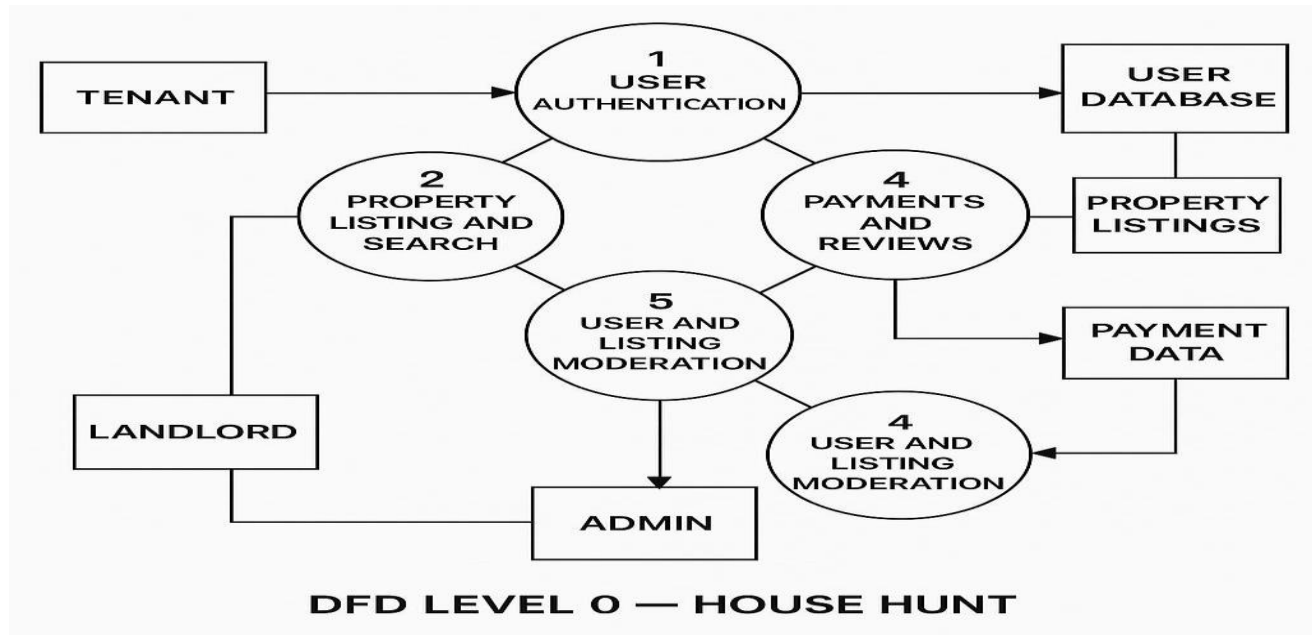 TENANT
1
USER
AUTHENTICATION
USER
DATABASE
2
PROPERTY
LISTING AND
SEARCH
4
PAYMENTS
AND
REVIEWS
PROPERTY
LISTINGS
5
USER AND
LISTING
MODERATION
PAYMENT
DATA
LANDLORD
4
USER AND
LISTING
MODERATION
ADMIN
DFD LEVEL 0 — HOUSE HUNT